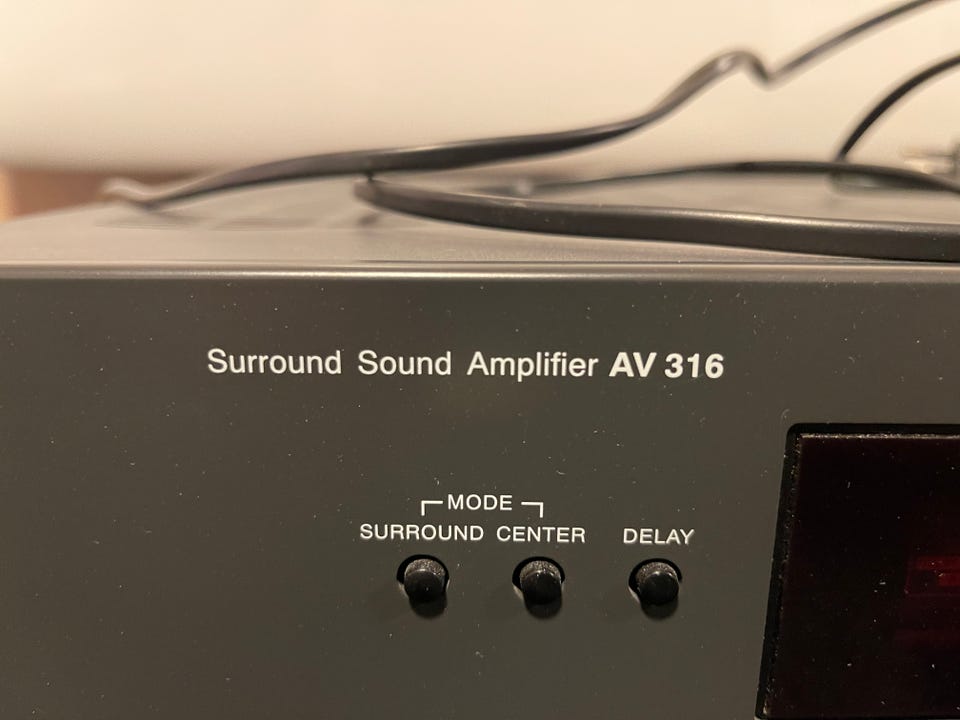 Surround Sound Amplifier AV 316
MODE
SURROUND CENTER DELAY